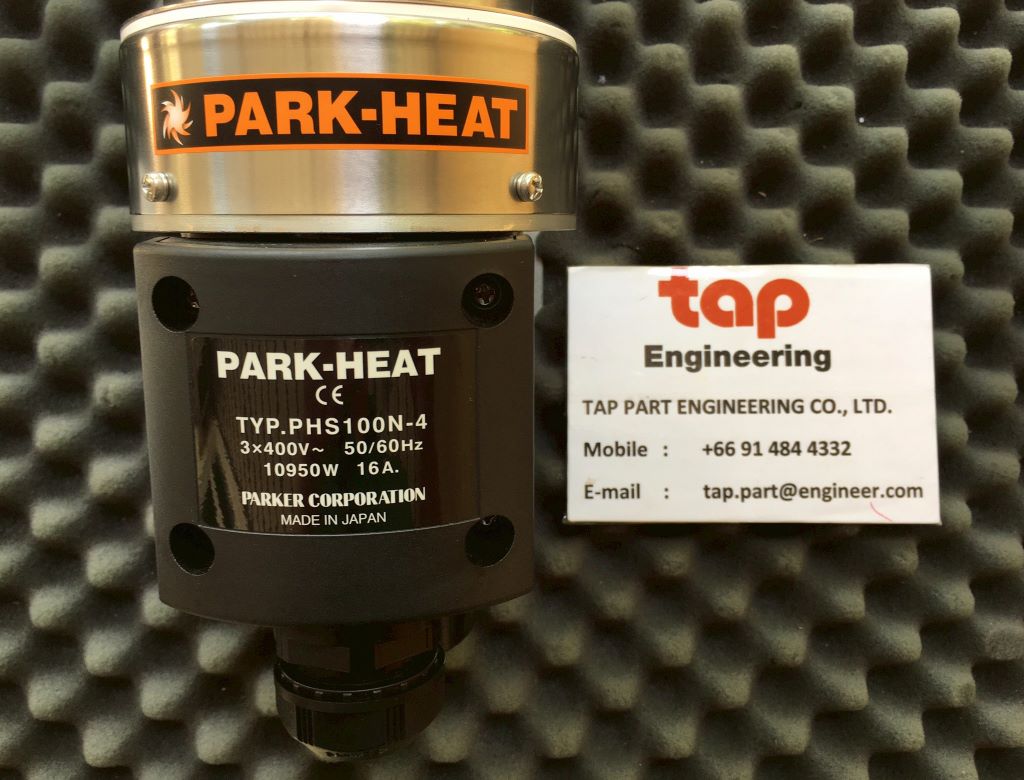 PARK-HEAT
PARK-HEAT
CE
TYP.PHS100N-4
3×400V~ 50/60Hz
10950W 16A.
PARKER CORPORATION
MADE IN JAPAN
tap
Engineering
TAP PART ENGINEERING CO., LTD.
Mobile : +66 91 484 4332
E-mail : tap.part@engineer.com